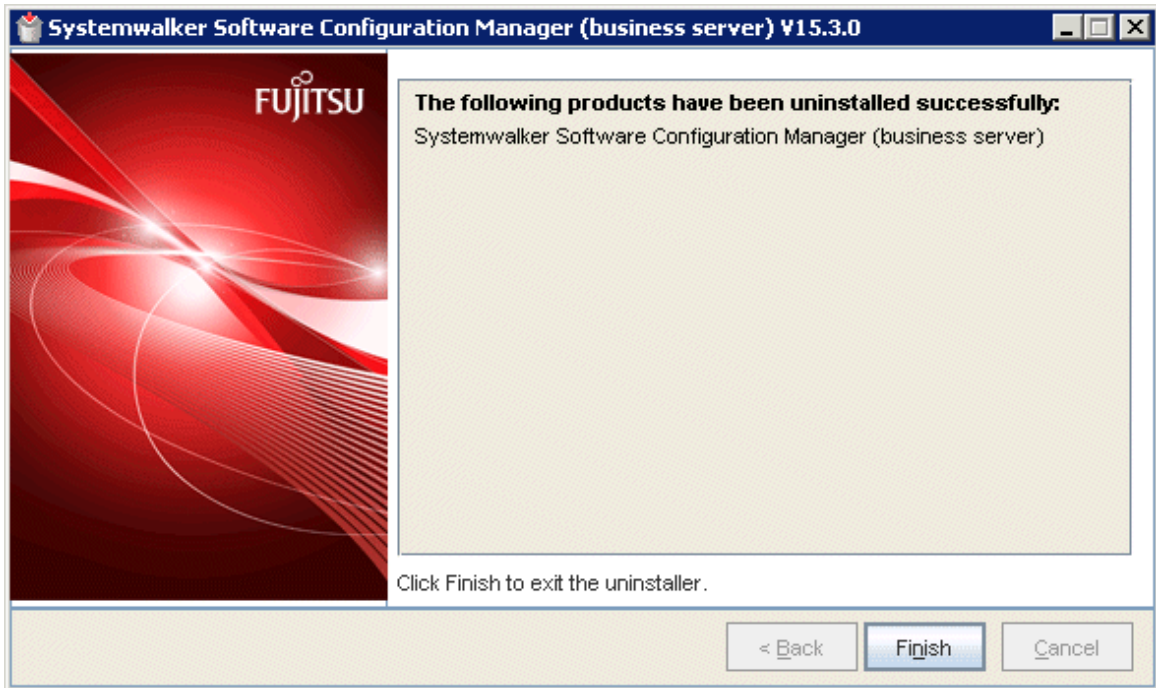 Systemwalker Software Configuration Manager (business server) V15.3.0
FUJITSU
The following products have been uninstalled successfully:
Systemwalker Software Configuration Manager (business server)
Click Finish to exit the uninstaller.
< Back
Finish
Cancel